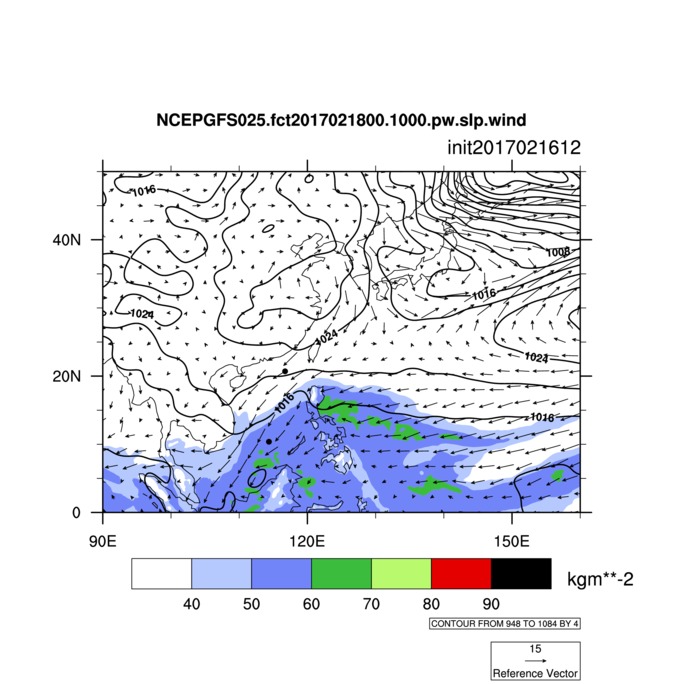 NCEPGFS025.fct2017021800.1000.pw.slp.wind
init2017021612
1016
40N
1008
1016
1024
1024
1024
20N
1016
1016
0
90E 120E 150E
kgm**-2
40 50 60 70 80 90
CONTOUR FROM 948 TO 1084 BY 4
15
Reference Vector